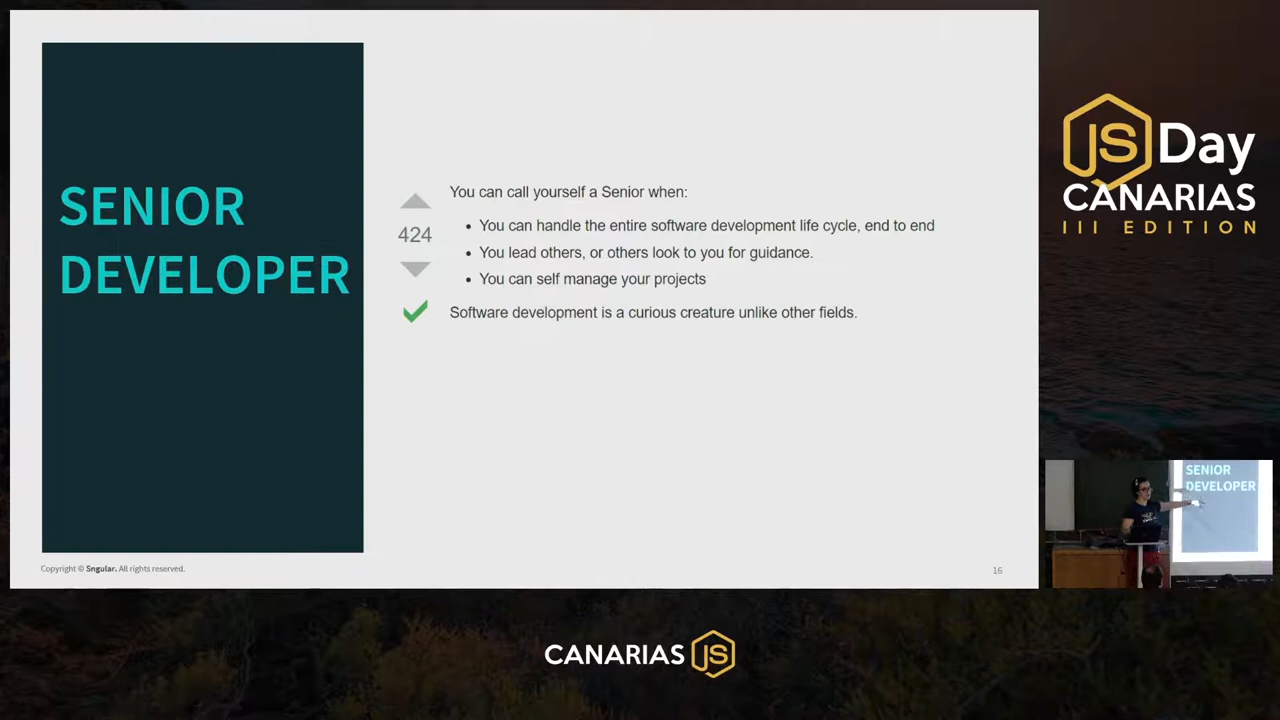 SENIOR
DEVELOPER
You can call yourself a Senior when:
424
• You can handle the entire software development life cycle, end to end
• You lead others, or others look to you for guidance.
• You can self manage your projects
Software development is a curious creature unlike other fields.
Copyright © Sngular. All rights reserved.
16
JS Day
CANARIAS
III EDITION
SENIOR
DEVELOPER
CANARIAS JS